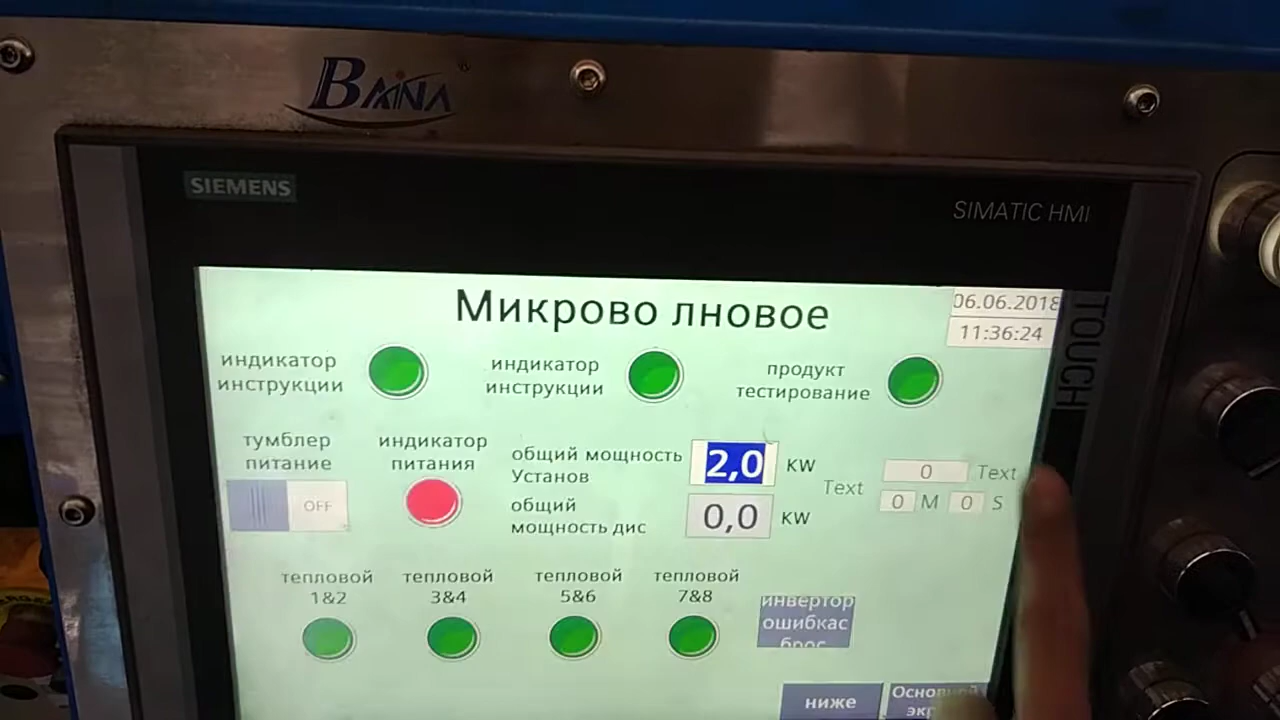 BAINA
SIEMENS
SIMATIC HMI
TOUCH
Микрово лновое
06.06.2018
11:36:24
индикатор
инструкции
индикатор
инструкции
продукт
тестирование
тумблер
питание
OFF
индикатор
питания
общий мощность
Установ
2,0 KW
общий
мощность дис
0,0 KW
Text
0 Text
0 M 0 S
тепловой
1&2
тепловой
3&4
тепловой
5&6
тепловой
7&8
инвертор
ошибкас
брос
ниже
Основной
экр